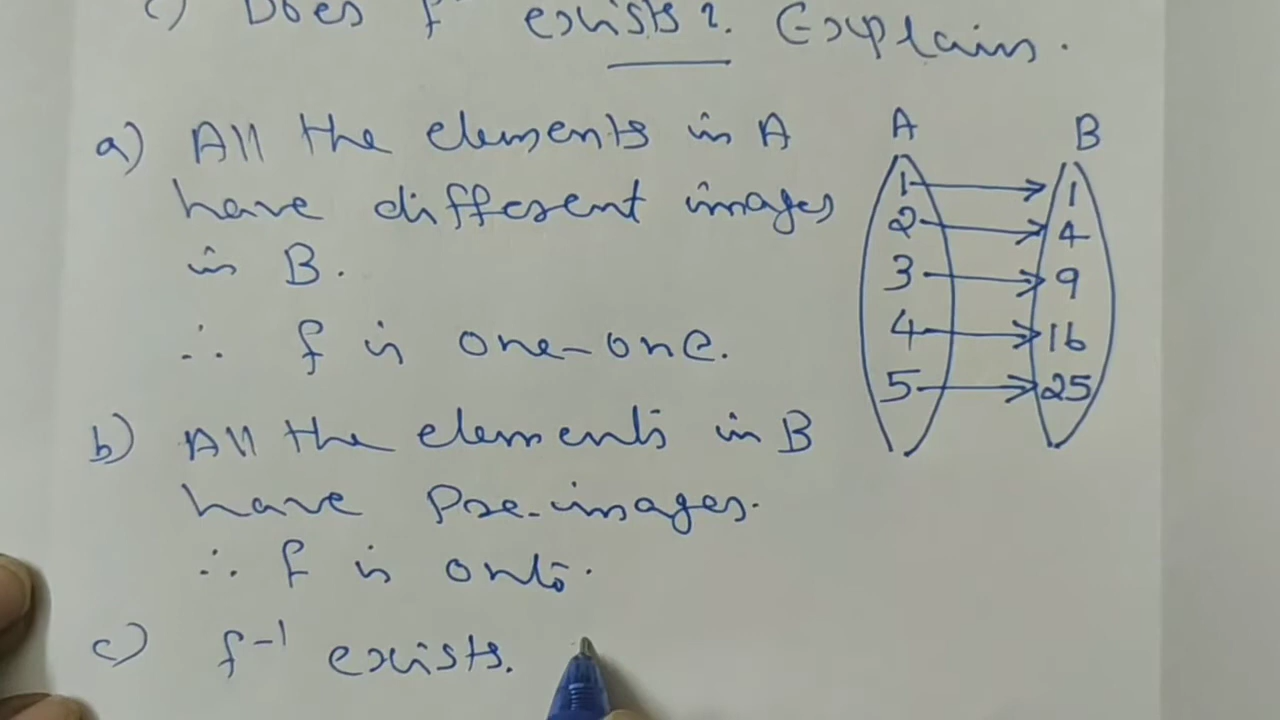 c) Does f⁻ exists?. Explain.
a) All the elements in A
have different images
in B.
∴ f is one-one.
b) All the elements in B
have Pre-images.
∴ f is onto.
c) f⁻¹ exists.
A B
1 1
2 4
3 9
4 16
5 25